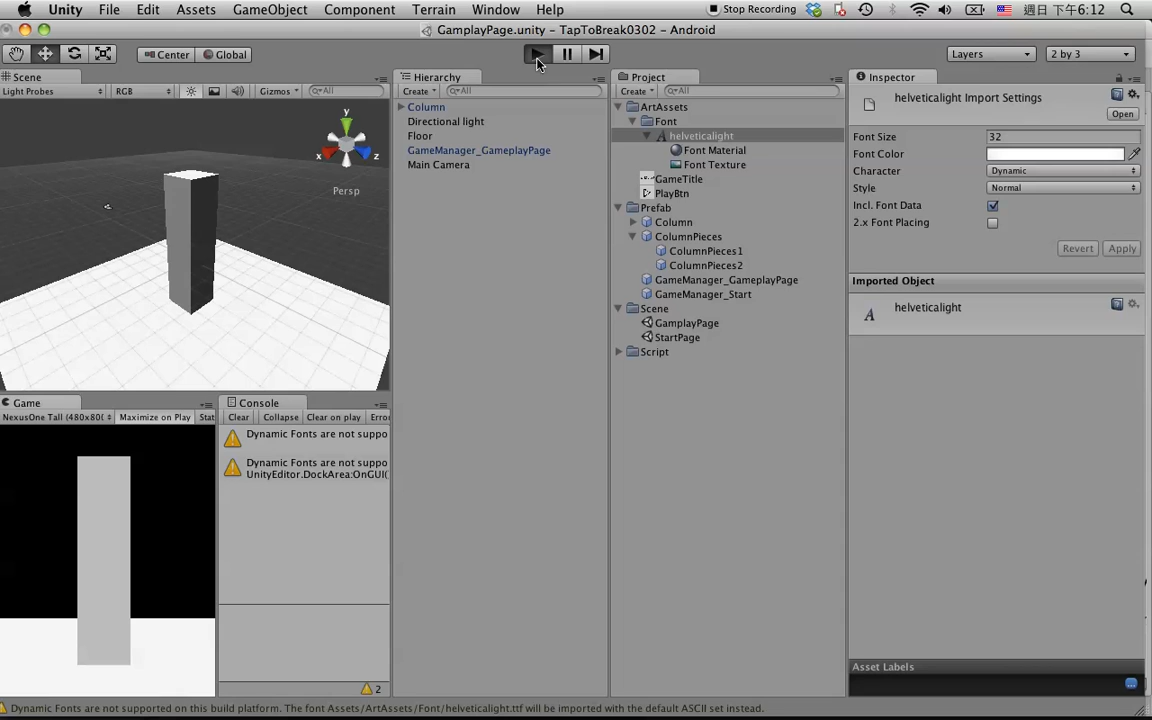 Unity File Edit Assets GameObject Component Terrain Window Help Stop Recording 週日 下午6:12
GamplayPage.unity - TapToBreak0302 - Android
Center Global Layers 2 by 3
Scene
Light Probes RGB Gizmos All
y
x z
Persp
Hierarchy
Create All
Column
Directional light
Floor
GameManager_GameplayPage
Main Camera
Project
Create All
ArtAssets
Font
helveticalight
Font Material
Font Texture
GameTitle
PlayBtn
Prefab
Column
ColumnPieces
ColumnPieces1
ColumnPieces2
GameManager_GameplayPage
GameManager_Start
Scene
GamplayPage
StartPage
Script
Inspector
helveticalight Import Settings
Open
Font Size 32
Font Color
Character Dynamic
Style Normal
Incl. Font Data
2.x Font Placing
Revert Apply
Imported Object
helveticalight
Asset Labels
Game
NexusOne Tall (480x80( Maximize on Play Stat
Console
Clear Collapse Clear on play Erro
Dynamic Fonts are not suppo
Dynamic Fonts are not suppo
UnityEditor.DockArea:OnGUI(
2
Dynamic Fonts are not supported on this build platform. The font Assets/ArtAssets/Font/helveticalight.ttf will be imported with the default ASCII set instead.